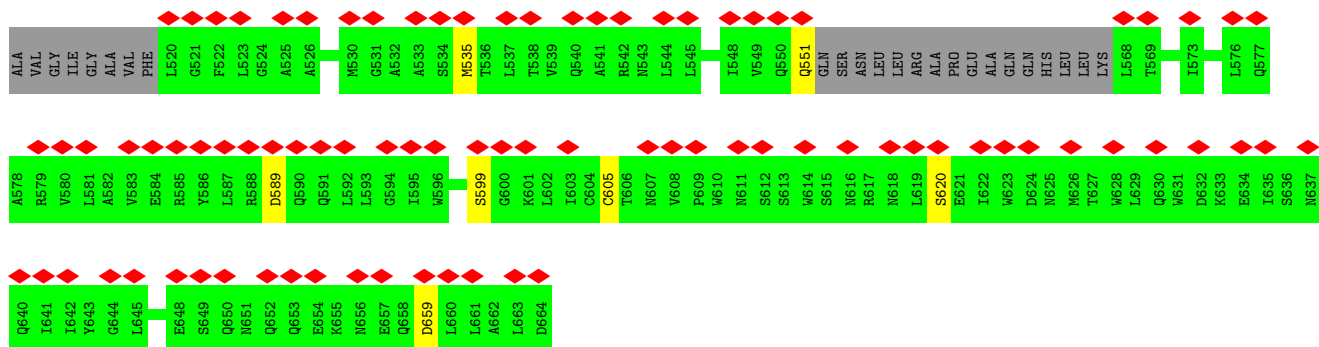 ALA VAL GLY ILE GLY ALA VAL PHE L520 G521 F522 L523 G524 A525 A526 M530 G531 A532 A533 S534 M535 T536 L537 T538 V539 Q540 A541 R542 N543 L544 L545 I548 V549 Q550 Q551 GLN SER ASN LEU LEU ARG ALA PRO GLU ALA GLN GLN HIS LEU LEU LYS L568 T569 I573 L576 Q577
A578 R579 V580 L581 A582 V583 E584 R585 Y586 L587 R588 D589 Q590 Q591 L592 L593 G594 I595 W596 S599 G600 K601 L602 I603 C604 C605 T606 N607 V608 P609 W610 N611 S612 S613 W614 S615 N616 R617 N618 L619 S620 E621 I622 W623 D624 N625 M626 T627 W628 L629 Q630 W631 D632 K633 E634 I635 S636 N637
Q640 I641 I642 Y643 G644 L645 E648 S649 Q650 N651 Q652 Q653 E654 K655 N656 E657 Q658 D659 L660 L661 A662 L663 D664